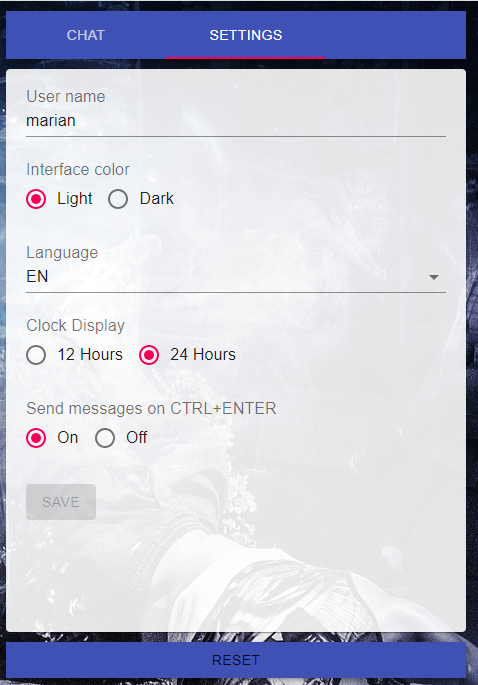 CHAT SETTINGS
User name
marian
Interface color
Light Dark
Language
EN
Clock Display
12 Hours 24 Hours
Send messages on CTRL+ENTER
On Off
SAVE
RESET